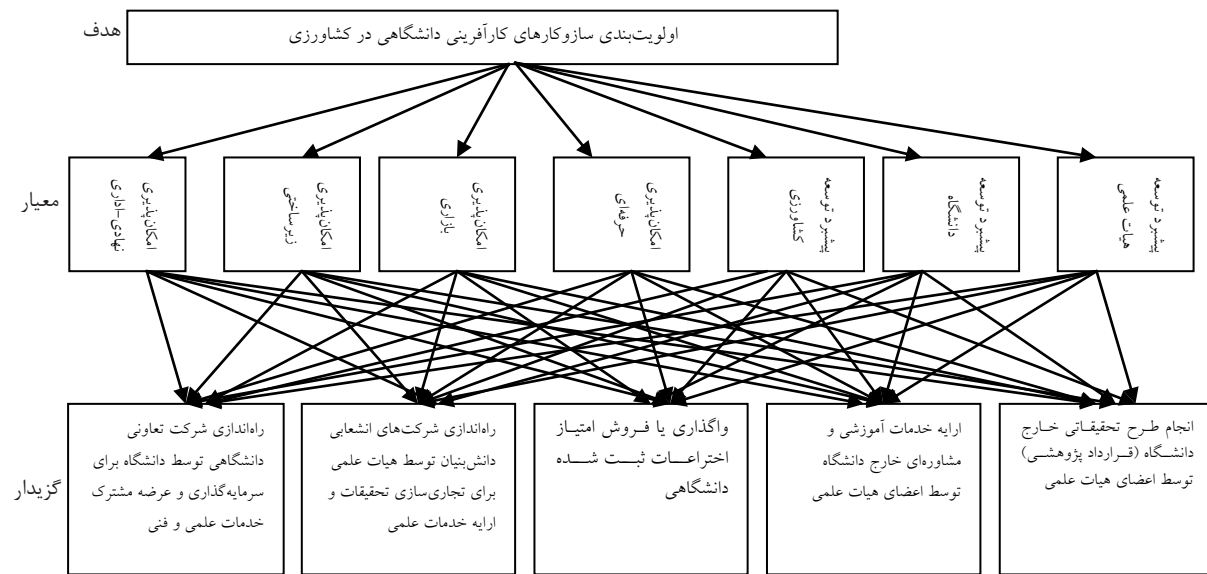 هدف
اولویت‌بندی سازوکارهای کارآفرینی دانشگاهی در کشاورزی
معیار
پیشبرد توسعه
هیات علمی
پیشبرد توسعه
دانشگاه
پیشبرد توسعه
کشاورزی
امکان‌پذیری
حرفه‌ای
امکان‌پذیری
بازاری
امکان‌پذیری
زیرساختی
امکان‌پذیری
نهادی-اداری
گزیدار
انجام طرح تحقیقاتی خارج
دانشگاه (قرارداد پژوهشی)
توسط اعضای هیات علمی
ارایه خدمات آموزشی و
مشاوره‌ای خارج دانشگاه
توسط اعضای هیات علمی
واگذاری یا فروش امتیاز
اختراعات ثبت شده
دانشگاهی
راه‌اندازی شرکت‌های انشعابی
دانش‌بنیان توسط هیات علمی
برای تجاری‌سازی تحقیقات و
ارایه خدمات علمی
راه‌اندازی شرکت تعاونی
دانشگاهی توسط دانشگاه برای
سرمایه‌گذاری و عرضه مشترک
خدمات علمی و فنی